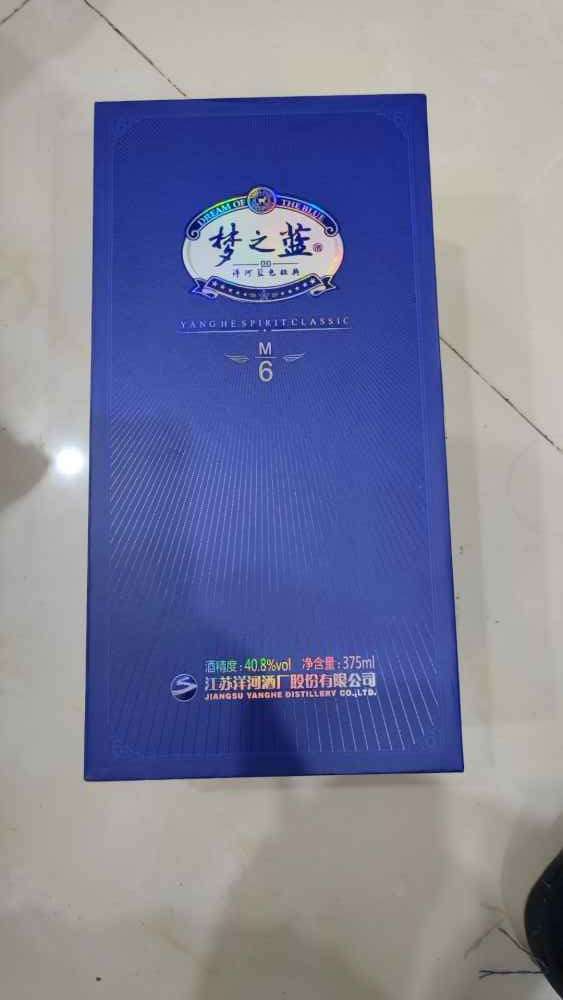 DREAM OF THE BLUE
梦之蓝
酒
洋河蓝色经典
YANGHE SPIRIT CLASSIC
M
6
酒精度:40.8%vol 净含量:375ml
江苏洋河酒厂股份有限公司
JIANGSU YANGHE DISTILLERY CO.,LTD.